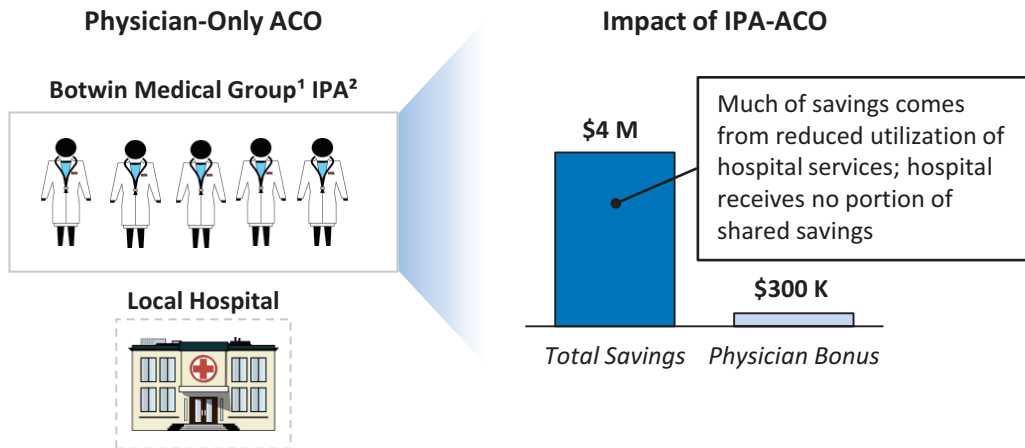 Physician-Only ACO
Botwin Medical Group¹ IPA²
Local Hospital
Impact of IPA-ACO
$4 M
Much of savings comes
from reduced utilization of
hospital services; hospital
receives no portion of
shared savings
$300 K
Total Savings
Physician Bonus